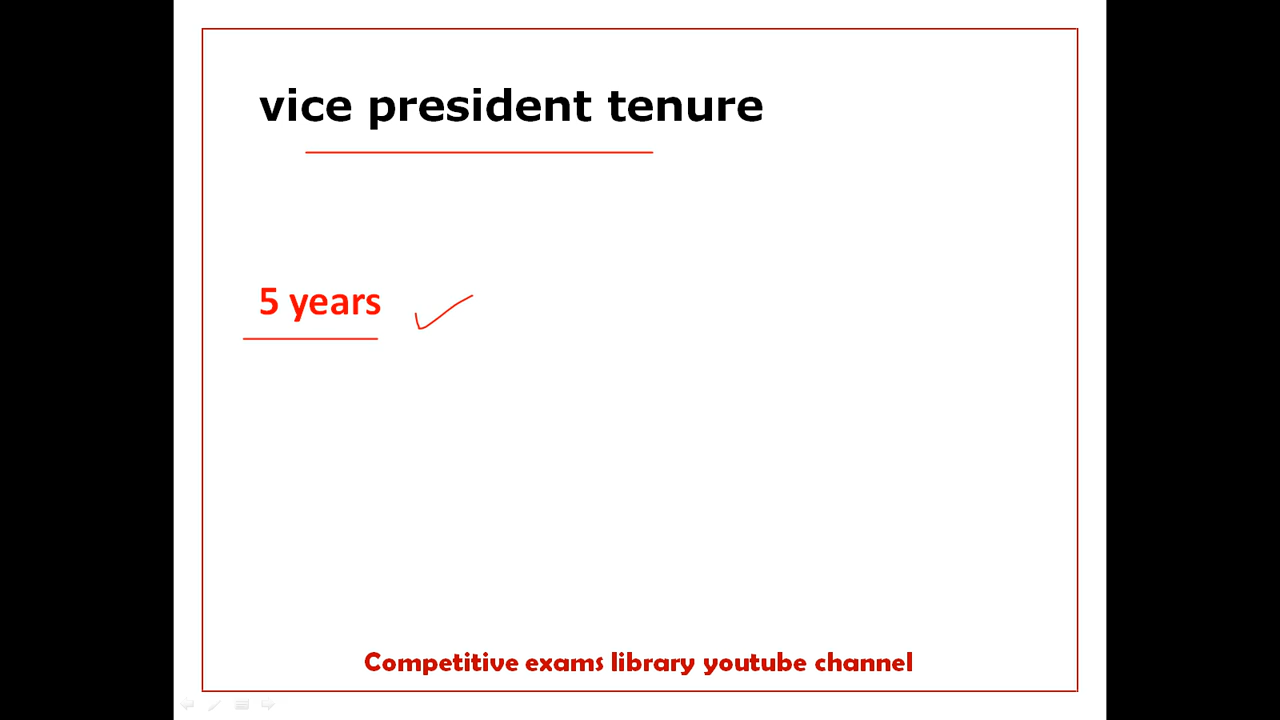 vice president tenure
5 years
Competitive exams library youtube channel